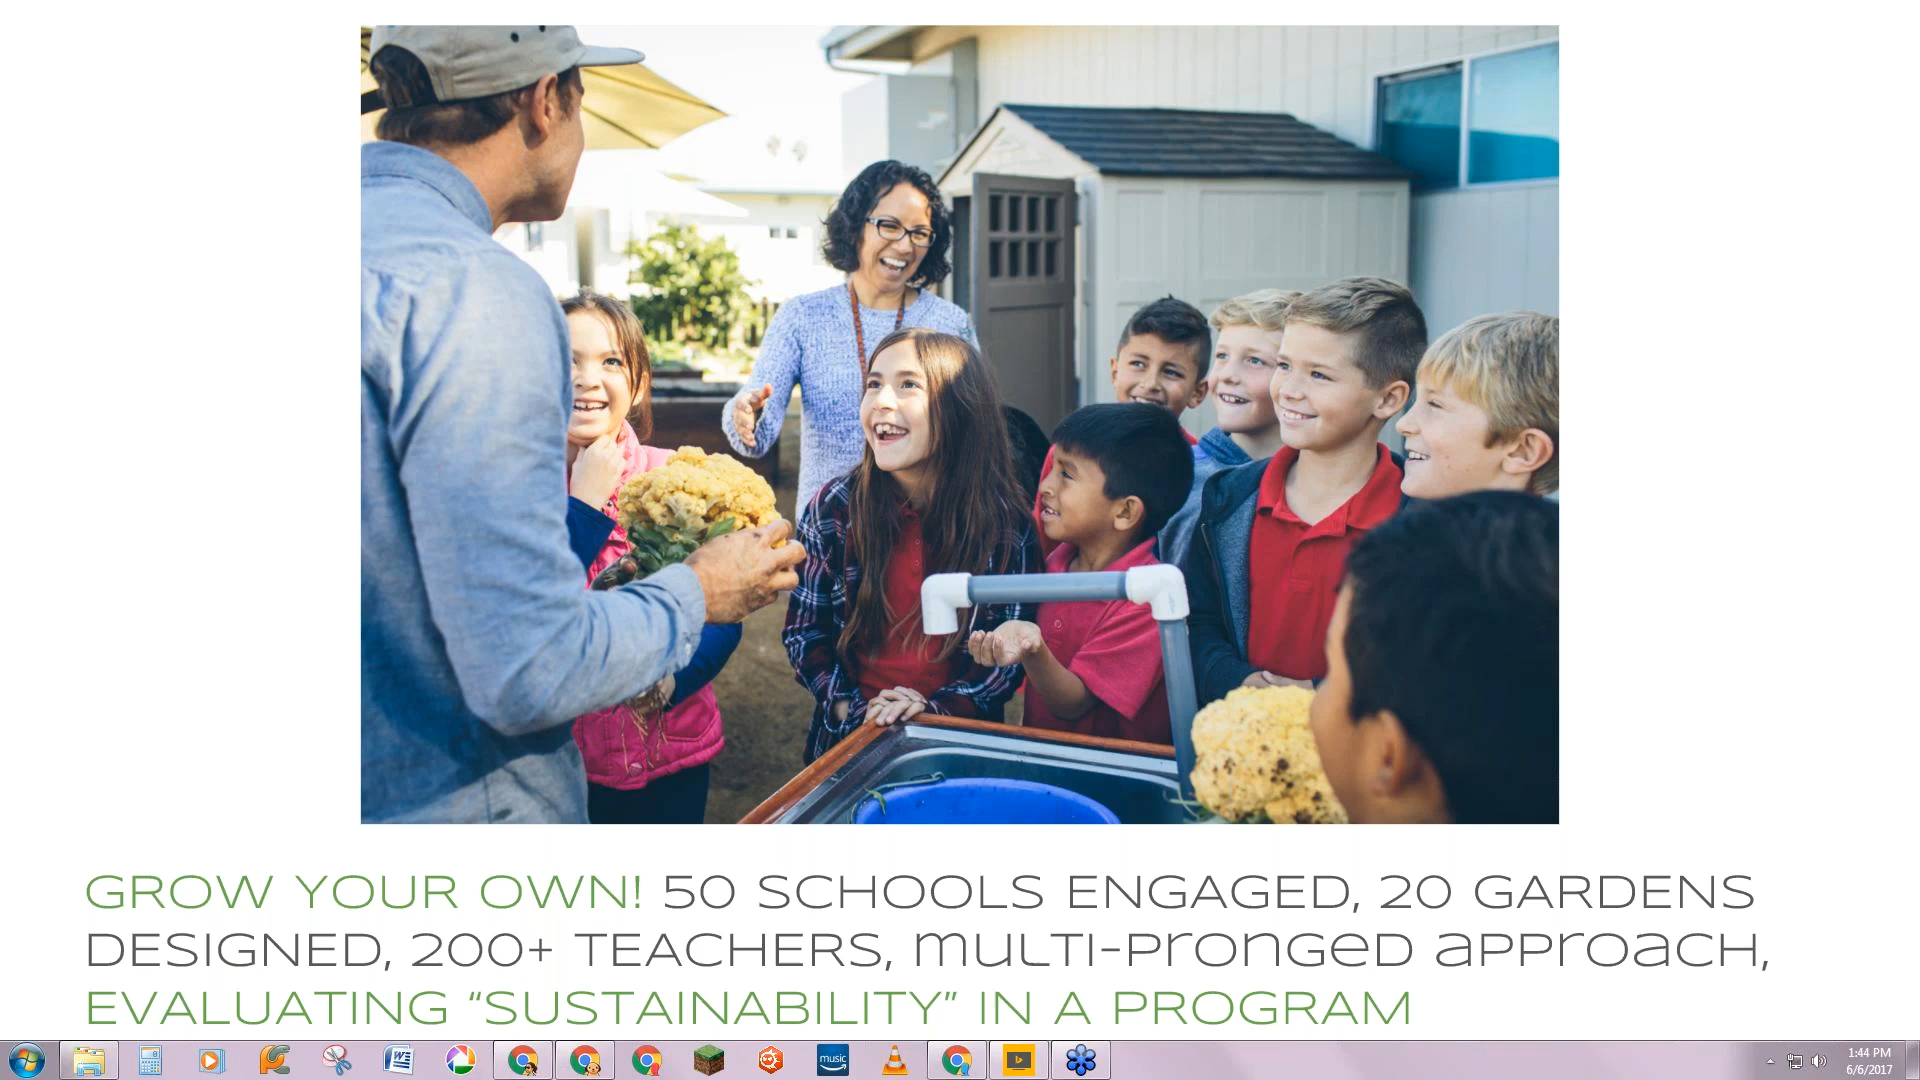 GROW YOUR OWN! 50 SCHOOLS ENGAGED, 20 GARDENS
DESIGNED, 200+ TEACHERS, multi-pronged approach,
EVALUATING “SUSTAINABILITY” IN A PROGRAM
music
1:44 PM
6/6/2017